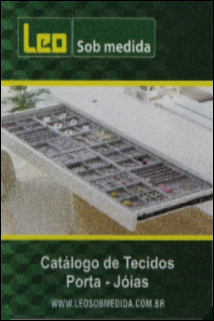 Leo Sob medida
Catálogo de Tecidos
Porta - Jóias
WWW.LEOSOBMEDIDA.COM.BR